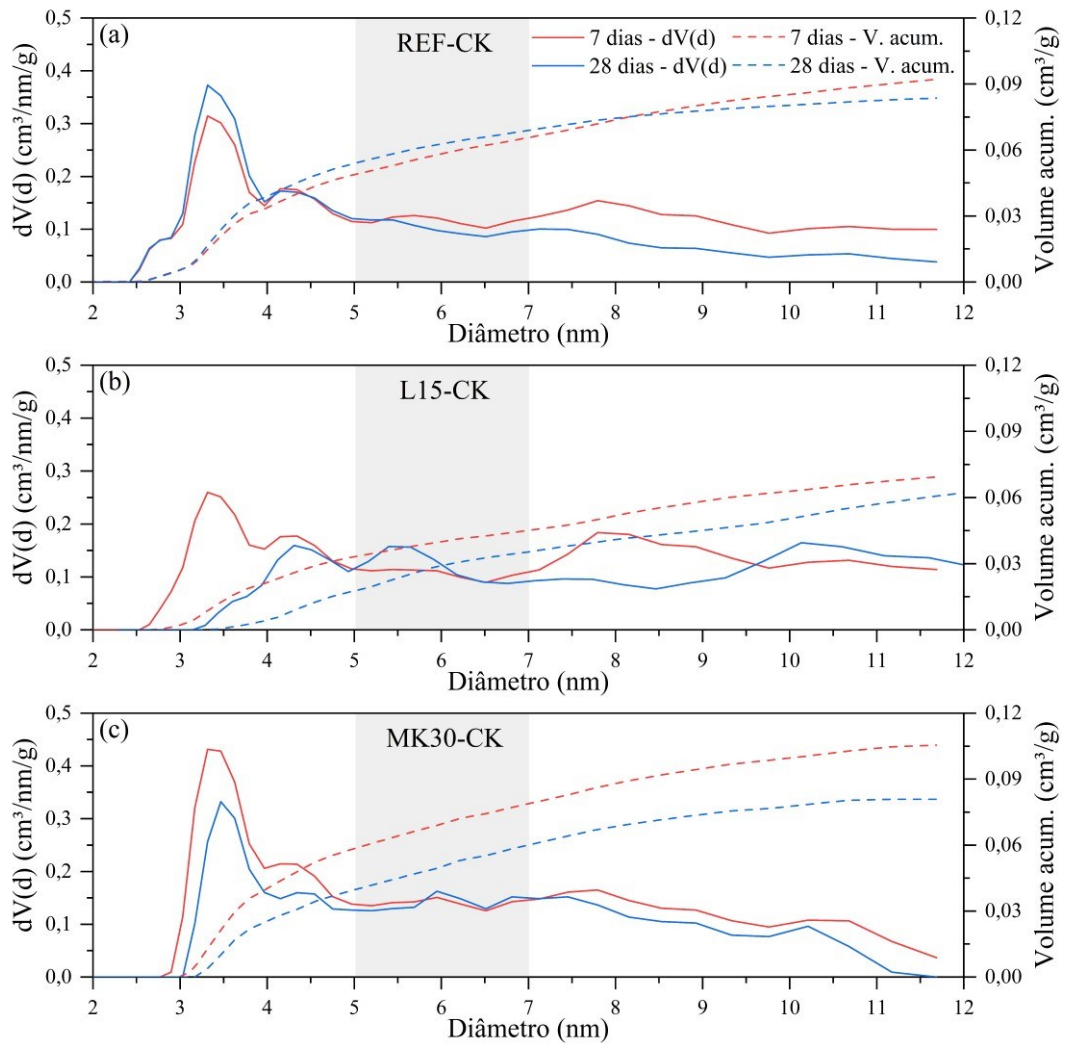 (a)
REF-CK
7 dias - dV(d)
7 dias - V. acum.
28 dias - dV(d)
28 dias - V. acum.
dV(d) (cm³/nm/g)
0,5
0,4
0,3
0,2
0,1
0,0
Volume acum. (cm³/g)
0,12
0,09
0,06
0,03
0,00
2 3 4 5 6 7 8 9 10 11 12
Diâmetro (nm)
(b)
L15-CK
dV(d) (cm³/nm/g)
0,5
0,4
0,3
0,2
0,1
0,0
Volume acum. (cm³/g)
0,12
0,09
0,06
0,03
0,00
2 3 4 5 6 7 8 9 10 11 12
Diâmetro (nm)
(c)
MK30-CK
dV(d) (cm³/nm/g)
0,5
0,4
0,3
0,2
0,1
0,0
Volume acum. (cm³/g)
0,12
0,09
0,06
0,03
0,00
2 3 4 5 6 7 8 9 10 11 12
Diâmetro (nm)